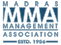 MADRAS
MMA
MANAGEMENT
ASSOCIATION
ESTD. 1956